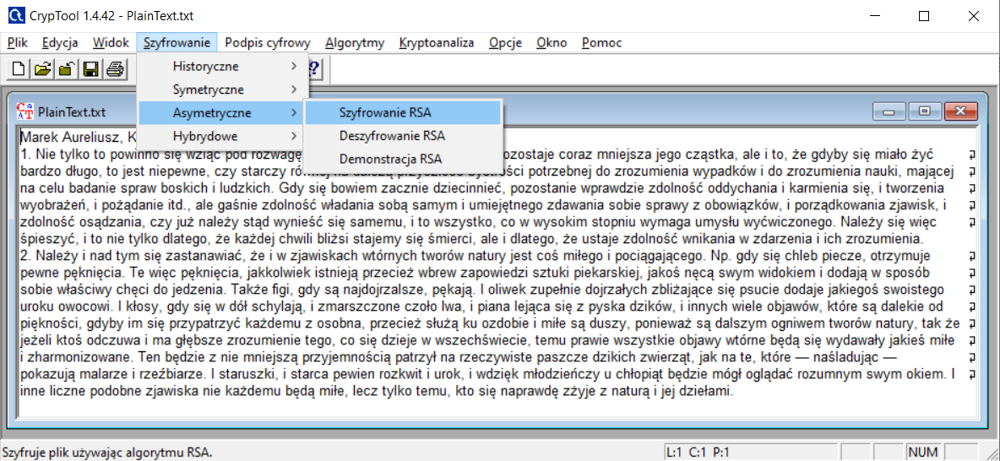 CrypTool 1.4.42 - PlainText.txt
Plik Edycja Widok Szyfrowanie Podpis cyfrowy Algorytmy Kryptoanaliza Opcje Okno Pomoc
Historyczne
Symetryczne
Asymetryczne
Hybrydowe
Szyfrowanie RSA
Deszyfrowanie RSA
Demonstracja RSA
PlainText.txt
Marek Aureliusz, K
1. Nie tylko to powinno się wziąć pod rozwagę pozostaje coraz mniejsza jego cząstka, ale i to, że gdyby się miało żyć
bardzo długo, to jest niepewne, czy starczy równej na dalszą przyszłość bystrości potrzebnej do zrozumienia wypadków i do zrozumienia nauki, mającej
na celu badanie spraw boskich i ludzkich. Gdy się bowiem zacznie dziecinnieć, pozostanie wprawdzie zdolność oddychania i karmienia się, i tworzenia
wyobrażeń, i pożądanie itd., ale gaśnie zdolność władania sobą samym i umiejętnego zdawania sobie sprawy z obowiązków, i porządkowania zjawisk, i
zdolność osądzania, czy już należy stąd wynieść się samemu, i to wszystko, co w wysokim stopniu wymaga umysłu wyćwiczonego. Należy się więc
śpieszyć, i to nie tylko dlatego, że każdej chwili bliżsi stajemy się śmierci, ale i dlatego, że ustaje zdolność wnikania w zdarzenia i ich zrozumienia.
2. Należy i nad tym się zastanawiać, że i w zjawiskach wtórnych tworów natury jest coś miłego i pociągającego. Np. gdy się chleb piecze, otrzymuje
pewne pęknięcia. Te więc pęknięcia, jakkolwiek istnieją przecież wbrew zapowiedzi sztuki piekarskiej, jakoś nęcą swym widokiem i dodają w sposób
sobie właściwy chęci do jedzenia. Także figi, gdy są najdojrzalsze, pękają. I oliwek zupełnie dojrzałych zbliżające się psucie dodaje jakiegoś swoistego
uroku owocowi. I kłosy, gdy się w dół schylają, i zmarszczone czoło lwa, i piana lejąca się z pyska dzików, i innych wiele objawów, które są dalekie od
piękności, gdyby im się przypatrzyć każdemu z osobna, przecież służą ku ozdobie i miłe są duszy, ponieważ są dalszym ogniwem tworów natury, tak że
jeżeli ktoś odczuwa i ma głębsze zrozumienie tego, co się dzieje w wszechświecie, temu prawie wszystkie objawy wtórne będą się wydawały jakieś miłe
i zharmonizowane. Ten będzie z nie mniejszą przyjemnością patrzył na rzeczywiste paszcze dzikich zwierząt, jak na te, które — naśladując —
pokazują malarze i rzeźbiarze. I staruszki, i starca pewien rozkwit i urok, i wdzięk młodzieńczy u chłopiąt będzie mógł oglądać rozumnym swym okiem. I
inne liczne podobne zjawiska nie każdemu będą miłe, lecz tylko temu, kto się naprawdę zżyje z naturą i jej dziełami.
Szyfruje plik używając algorytmu RSA.
L:1 C:1 P:1
NUM